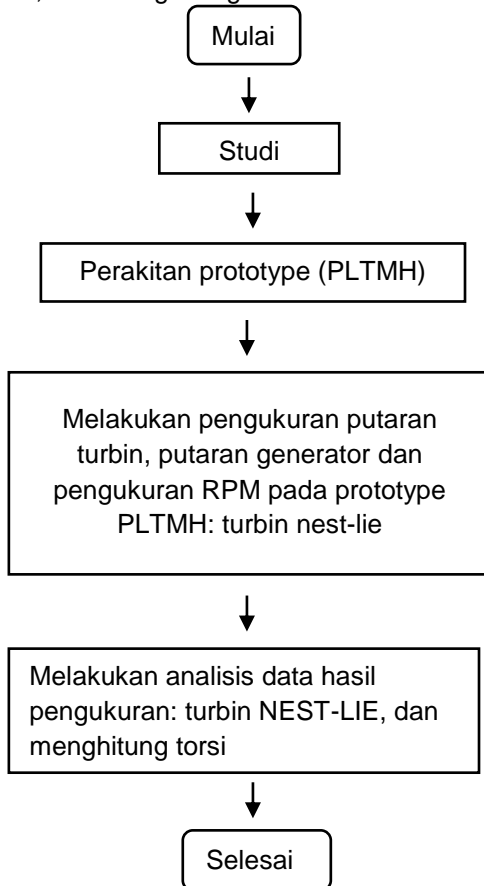 Mulai
Studi
Perakitan prototype (PLTMH)
Melakukan pengukuran putaran
turbin, putaran generator dan
pengukuran RPM pada prototype
PLTMH: turbin nest-lie
Melakukan analisis data hasil
pengukuran: turbin NEST-LIE, dan
menghitung torsi
Selesai